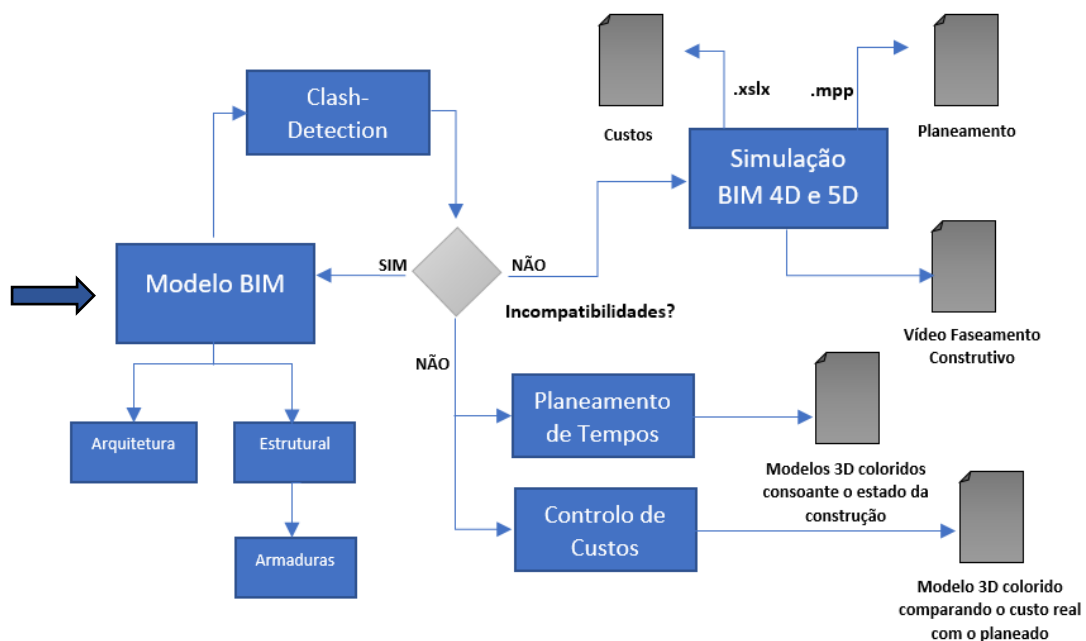 Clash-
Detection
.xslx
.mpp
Custos
Planeamento
Simulação
BIM 4D e 5D
Modelo BIM
SIM
NÃO
Incompatibilidades?
Vídeo Faseamento
Construtivo
NÃO
Planeamento
de Tempos
Arquitetura
Estrutural
Modelos 3D coloridos
consoante o estado da
construção
Controlo de
Custos
Armaduras
Modelo 3D colorido
comparando o custo real
com o planeado